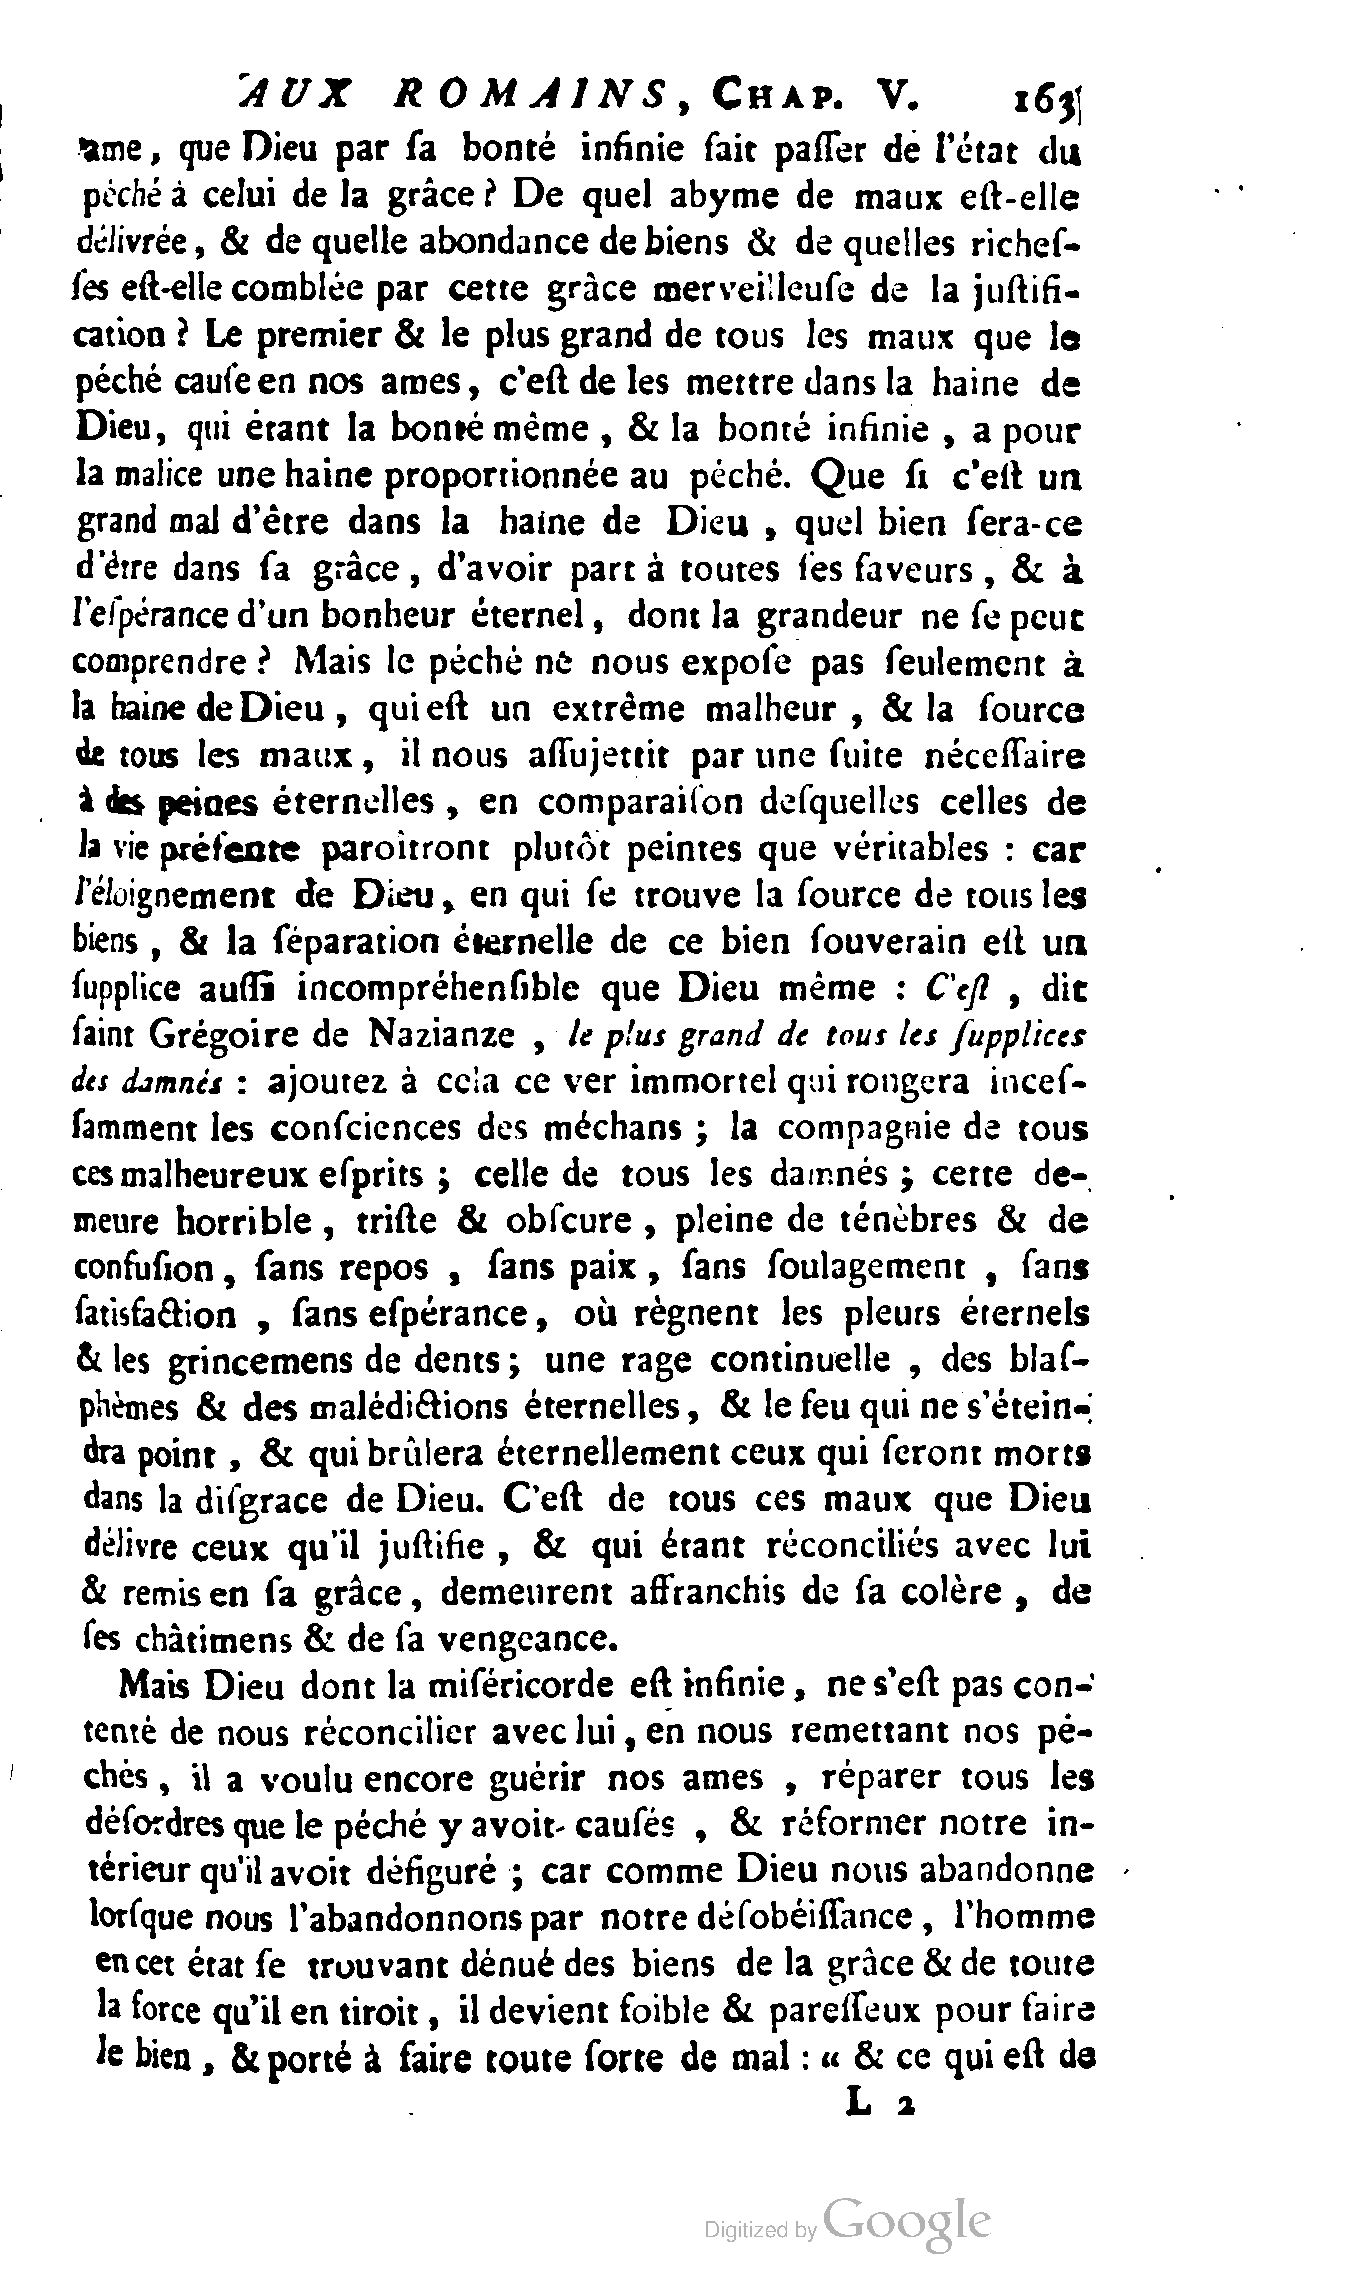 AUX ROMAINS, CHAP. V. 163
ame, que Dieu par ſa bonté infinie fait paſſer de l'état du
péché à celui de la grâce? De quel abyme de maux eſt-elle
délivrée, & de quelle abondance de biens & de quelles richeſ-
ſes eſt-elle comblée par cette grâce merveilleuſe de la juſtifi-
cation? Le premier & le plus grand de tous les maux que le
péché cauſe en nos ames, c'eſt de les mettre dans la haine de
Dieu, qui étant la bonté même, & la bonté infinie, a pour
la malice une haine proportionnée au péché. Que ſi c'eſt un
grand mal d'être dans la haine de Dieu, quel bien ſera-ce
d'être dans ſa grâce, d'avoir part à toutes ſes faveurs, & à
l'eſpérance d'un bonheur éternel, dont la grandeur ne ſe peut
comprendre? Mais le péché ne nous expoſe pas ſeulement à
la haine de Dieu, qui eſt un extrême malheur, & la ſource
de tous les maux, il nous aſſujettit par une ſuite néceſſaire
à des peines éternelles, en comparaiſon deſquelles celles de
la vie préſente paroîtront plutôt peintes que véritables: car
l'éloignement de Dieu, en qui ſe trouve la ſource de tous les
biens, & la ſéparation éternelle de ce bien ſouverain eſt un
ſupplice auſſi incompréhenſible que Dieu même: C'eſt, dit
ſaint Grégoire de Nazianze, le plus grand de tous les ſupplices
des damnés: ajoutez à cela ce ver immortel qui rongera inceſ-
ſamment les conſciences des méchans; la compagnie de tous
ces malheureux eſprits; celle de tous les damnés; cette de-
meure horrible, triſte & obſcure, pleine de ténèbres & de
confuſion, ſans repos, ſans paix, ſans ſoulagement, ſans
ſatisfaction, ſans eſpérance, où règnent les pleurs éternels
& les grincemens de dents; une rage continuelle, des blaſ-
phèmes & des malédictions éternelles, & le feu qui ne s'étein-
dra point, & qui brûlera éternellement ceux qui ſeront morts
dans la diſgrace de Dieu. C'eſt de tous ces maux que Dieu
délivre ceux qu'il juſtifie, & qui étant réconciliés avec lui
& remis en ſa grâce, demeurent affranchis de ſa colère, de
ſes châtimens & de ſa vengeance.
Mais Dieu dont la miſéricorde eſt infinie, ne s'eſt pas con-
tenté de nous réconcilier avec lui, en nous remettant nos pé-
chés, il a voulu encore guérir nos ames, réparer tous les
déſordres que le péché y avoit cauſés, & réformer notre in-
térieur qu'il avoit défiguré; car comme Dieu nous abandonne
lorſque nous l'abandonnons par notre déſobéiſſance, l'homme
en cet état ſe trouvant dénué des biens de la grâce & de toute
la force qu'il en tiroit, il devient foible & pareſſeux pour faire
le bien, & porté à faire toute ſorte de mal: “ & ce qui eſt de
L 2
Digitized by Google